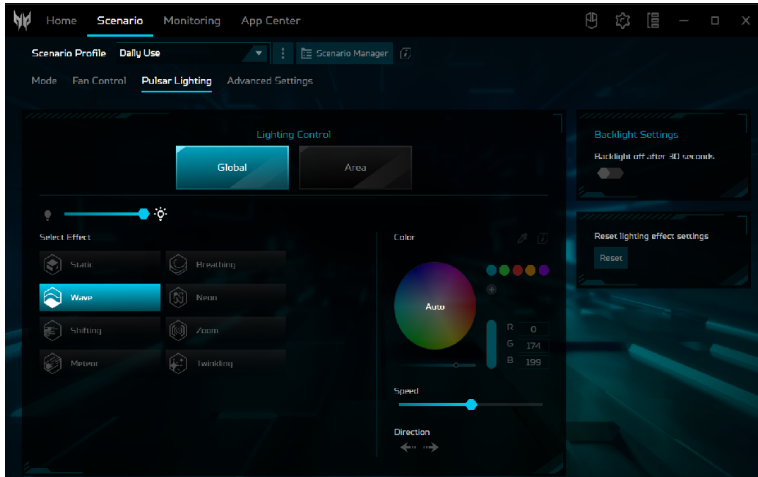 Home Scenario Monitoring App Center
Scenario Profile Daily Use Scenario Manager
Mode Fan Control Pulsar Lighting Advanced Settings
Lighting Control
Global Area
Select Effect
Static Breathing
Wave Neon
Shifting Zoom
Meteor Twinkling
Color
Auto
R 0
G 174
B 199
Speed
Direction
Backlight Settings
Backlight off after 30 seconds
Reset lighting effect settings
Reset